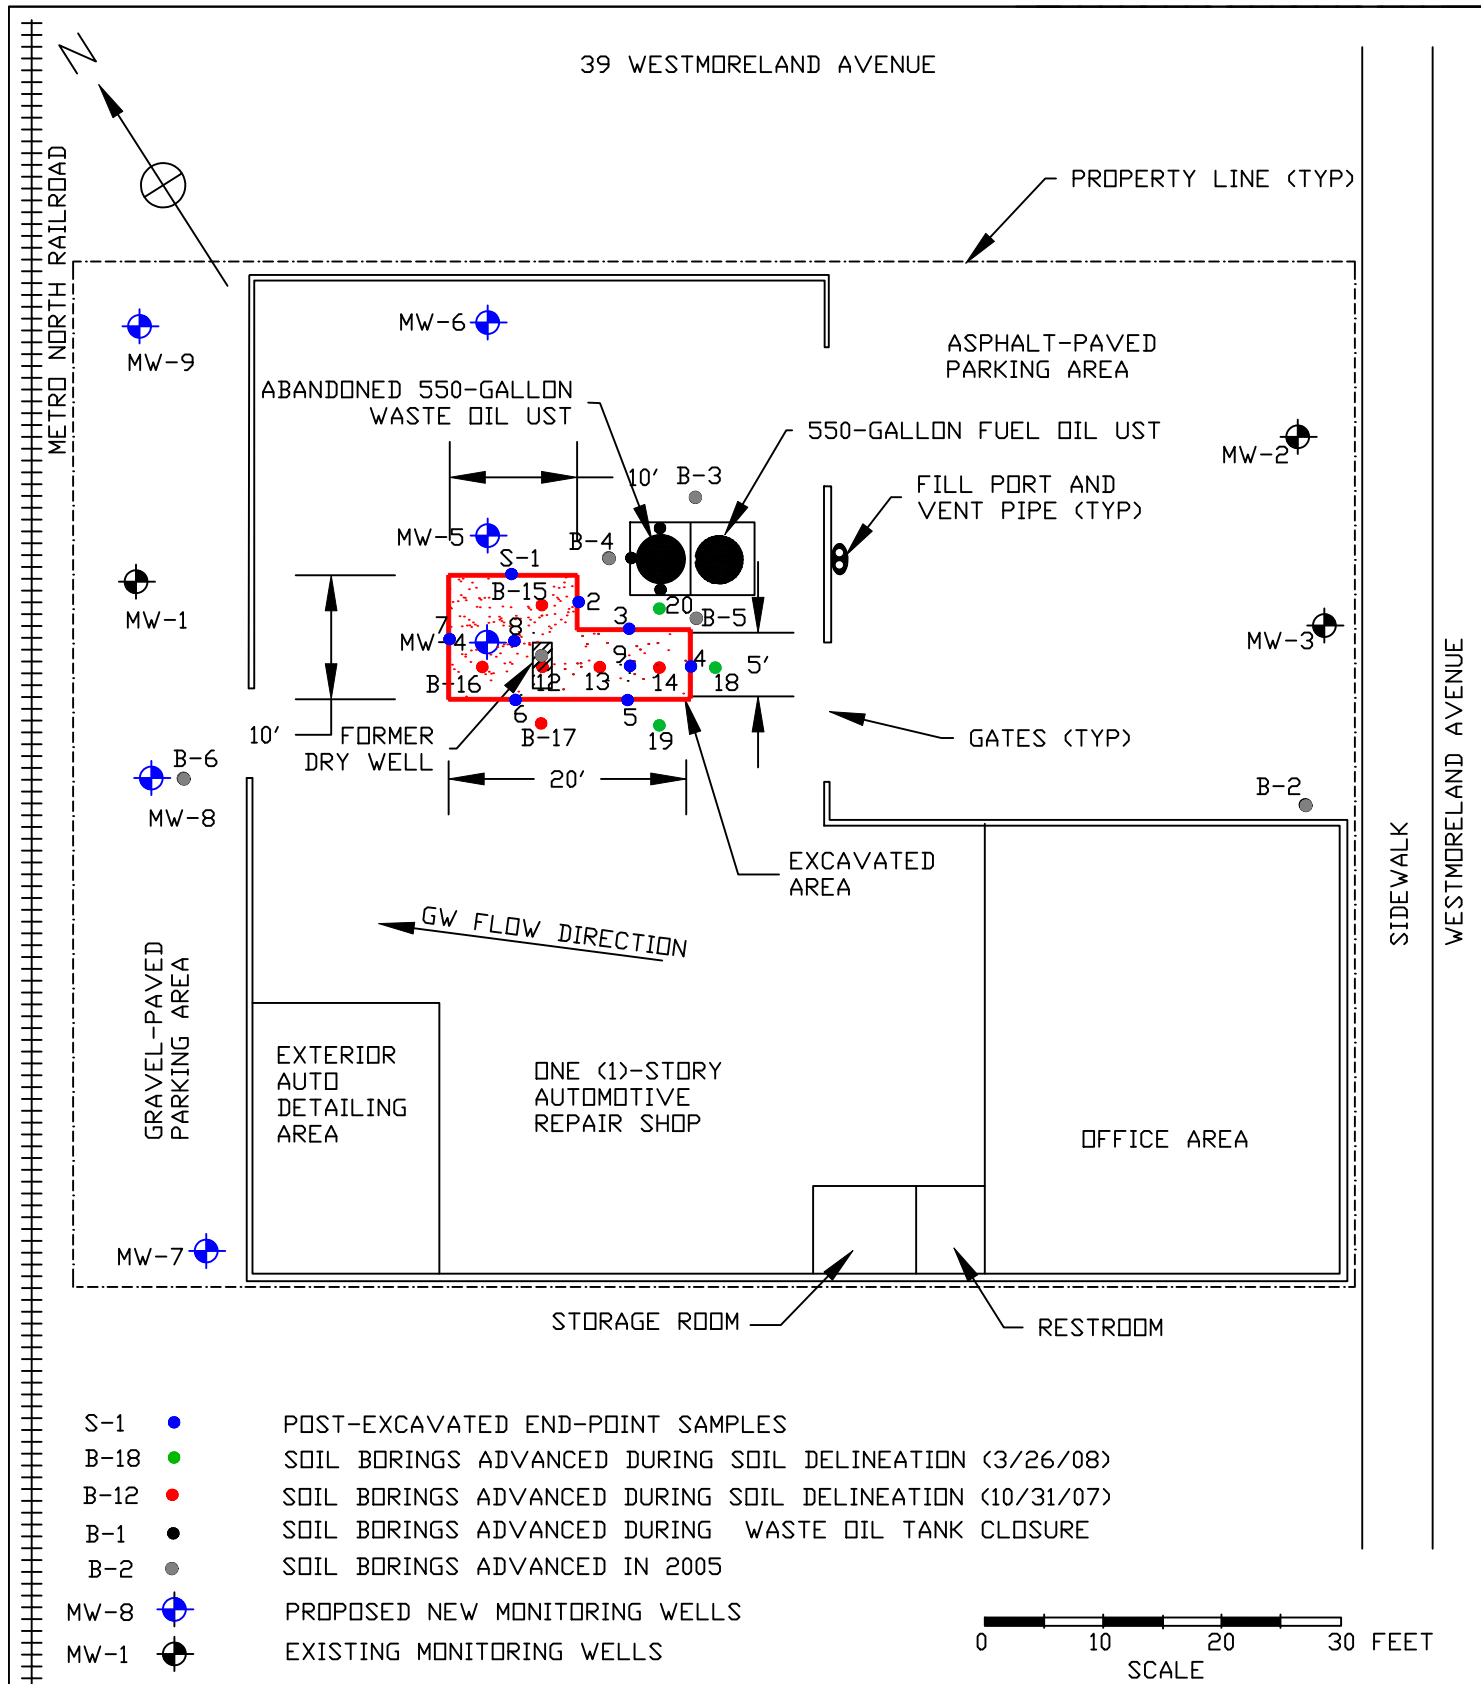 N
39 WESTMORELAND AVENUE
METRO NORTH RAILROAD
PROPERTY LINE (TYP)
MW-6
MW-9
ASPHALT-PAVED
PARKING AREA
ABANDONED 550-GALLON
WASTE OIL UST
550-GALLON FUEL OIL UST
MW-2
10'
B-3
FILL PORT AND
VENT PIPE (TYP)
MW-5
B-4
S-1
B-15
2
20
B-5
MW-1
7
3
MW-4
8
MW-3
9
4
5'
B-16
12
13
14
18
6
5
10'
FORMER
DRY WELL
B-17
19
GATES (TYP)
B-6
20'
B-2
MW-8
EXCAVATED
AREA
SIDEWALK
WESTMORELAND AVENUE
GW FLOW DIRECTION
GRAVEL-PAVED
PARKING AREA
EXTERIOR
AUTO
DETAILING
AREA
ONE (1)-STORY
AUTOMOTIVE
REPAIR SHOP
OFFICE AREA
MW-7
STORAGE ROOM
RESTROOM
S-1 POST-EXCAVATED END-POINT SAMPLES
B-18 SOIL BORINGS ADVANCED DURING SOIL DELINEATION (3/26/08)
B-12 SOIL BORINGS ADVANCED DURING SOIL DELINEATION (10/31/07)
B-1 SOIL BORINGS ADVANCED DURING WASTE OIL TANK CLOSURE
B-2 SOIL BORINGS ADVANCED IN 2005
MW-8 PROPOSED NEW MONITORING WELLS
MW-1 EXISTING MONITORING WELLS
0 10 20 30 FEET
SCALE